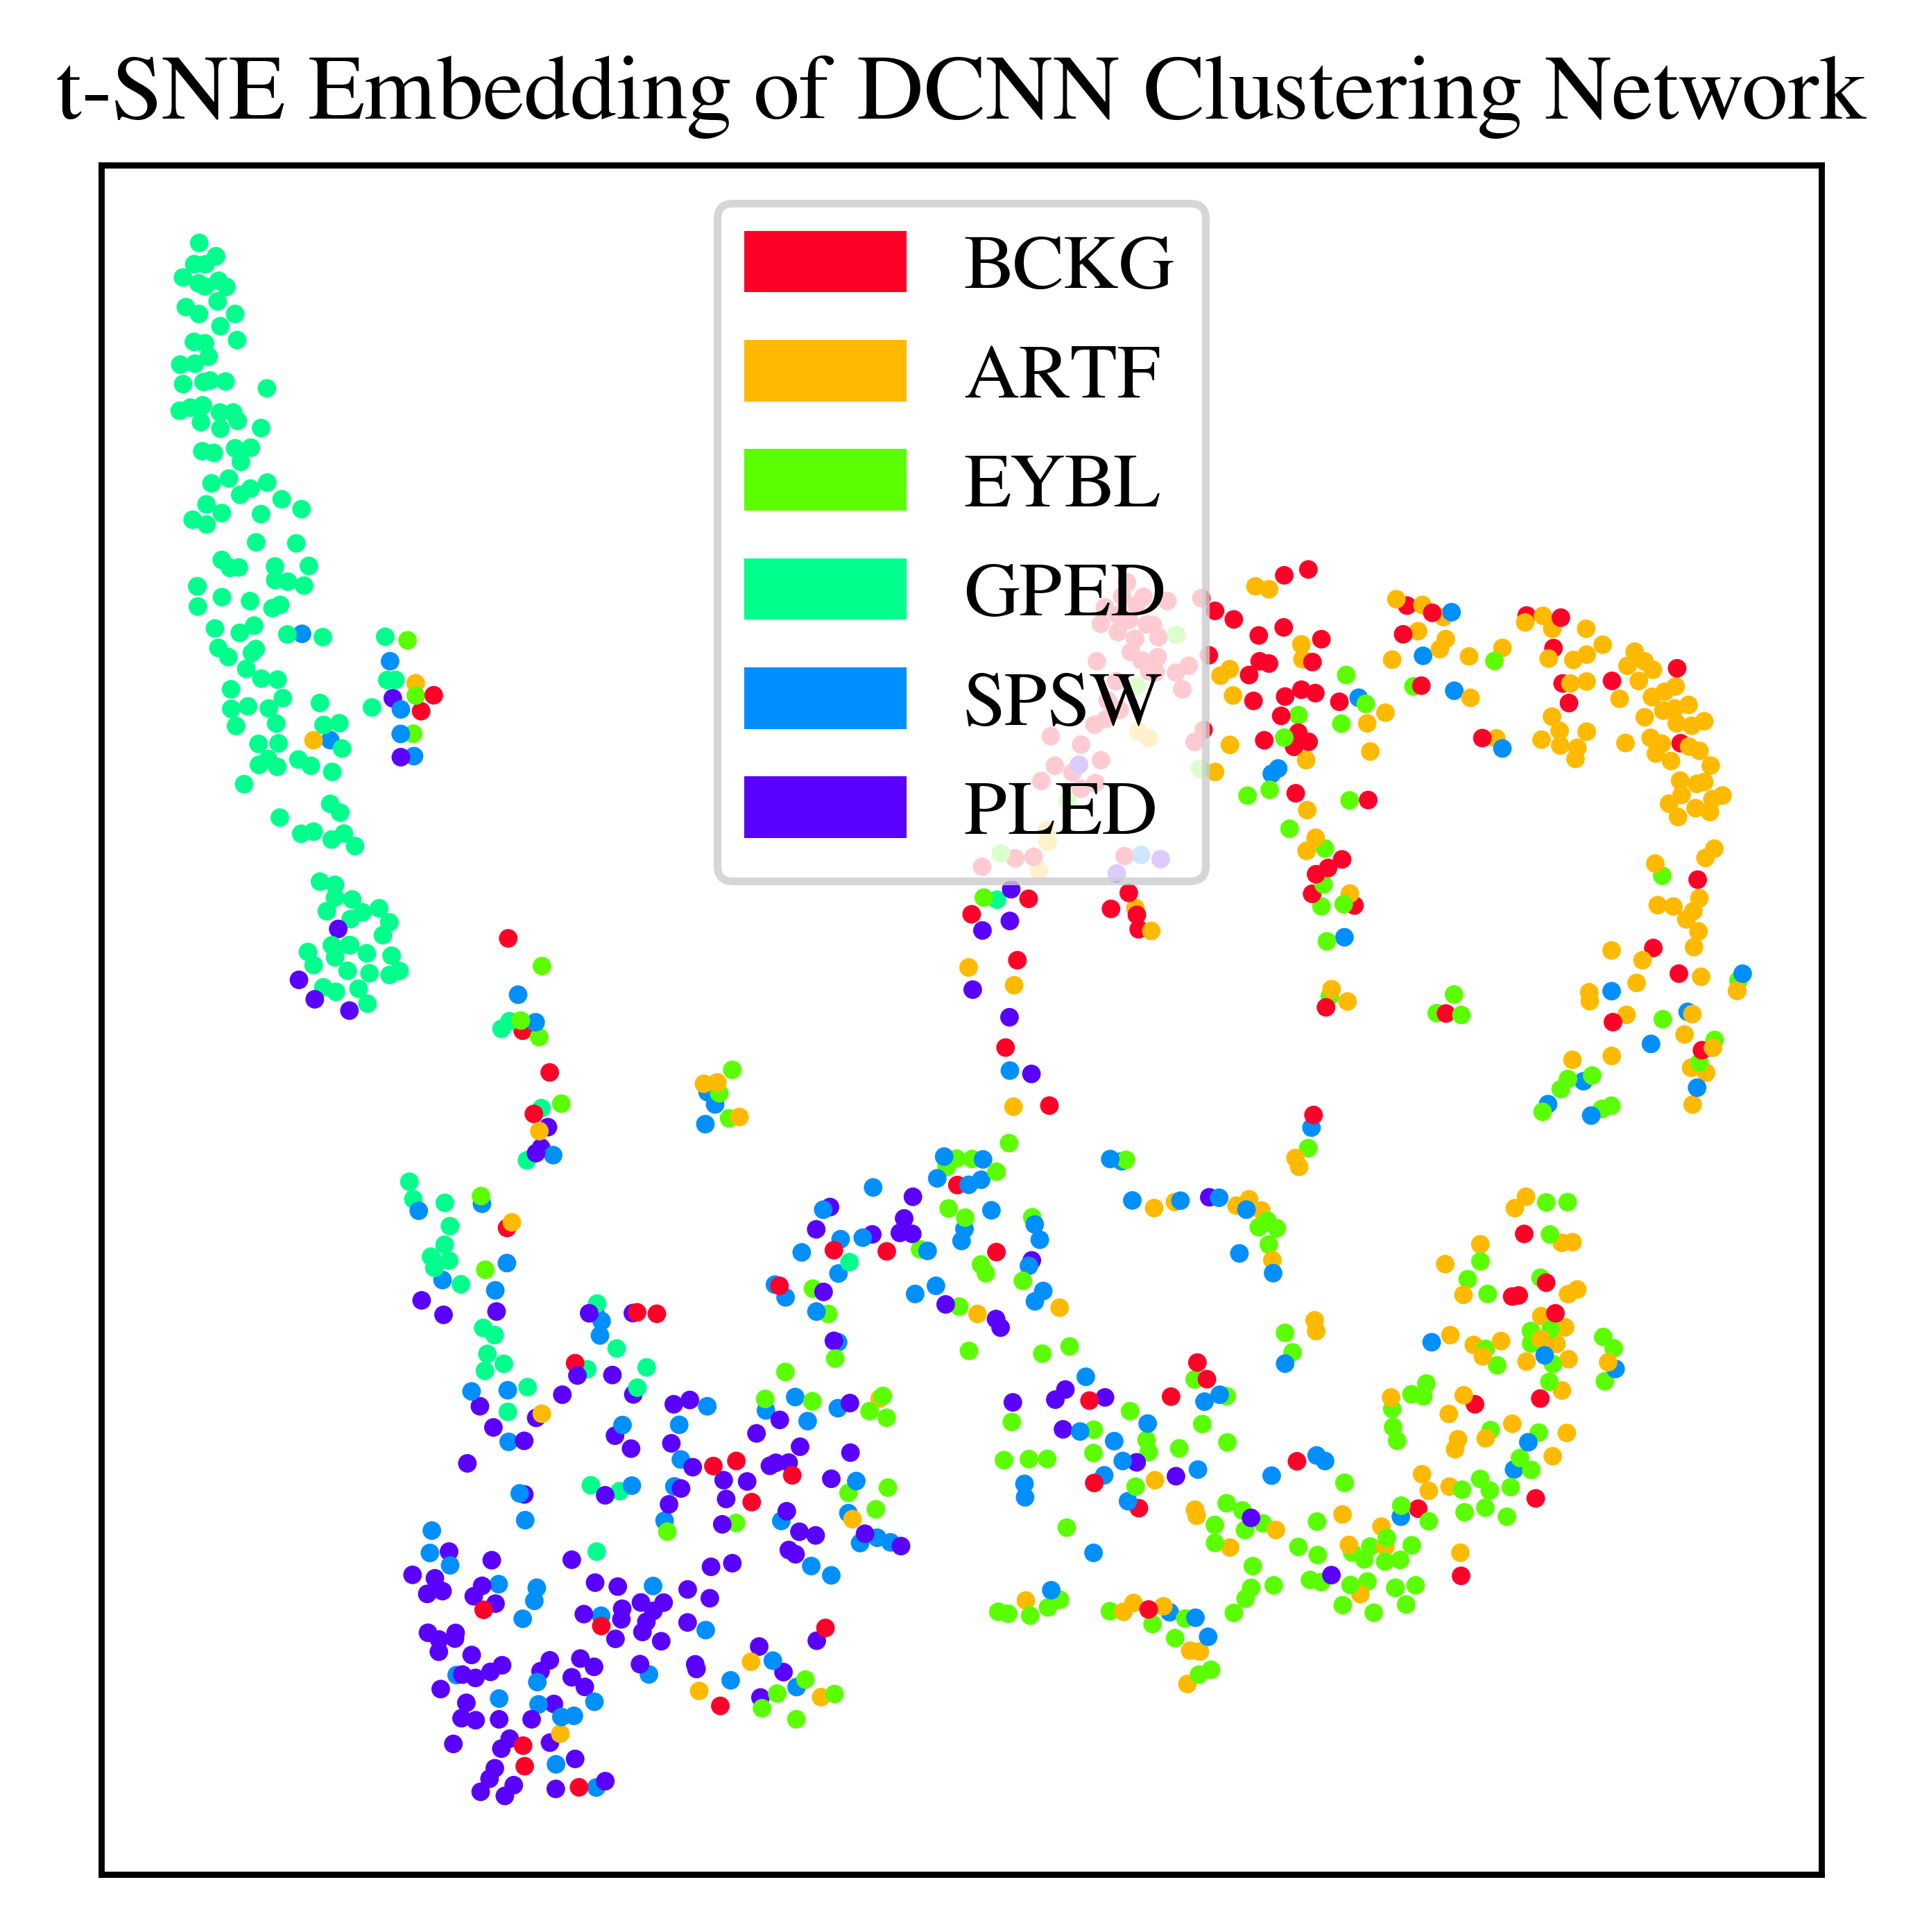 t-SNE Embedding of DCNN Clustering Network
BCKG
ARTF
EYBL
GPED
SPSW
PLED